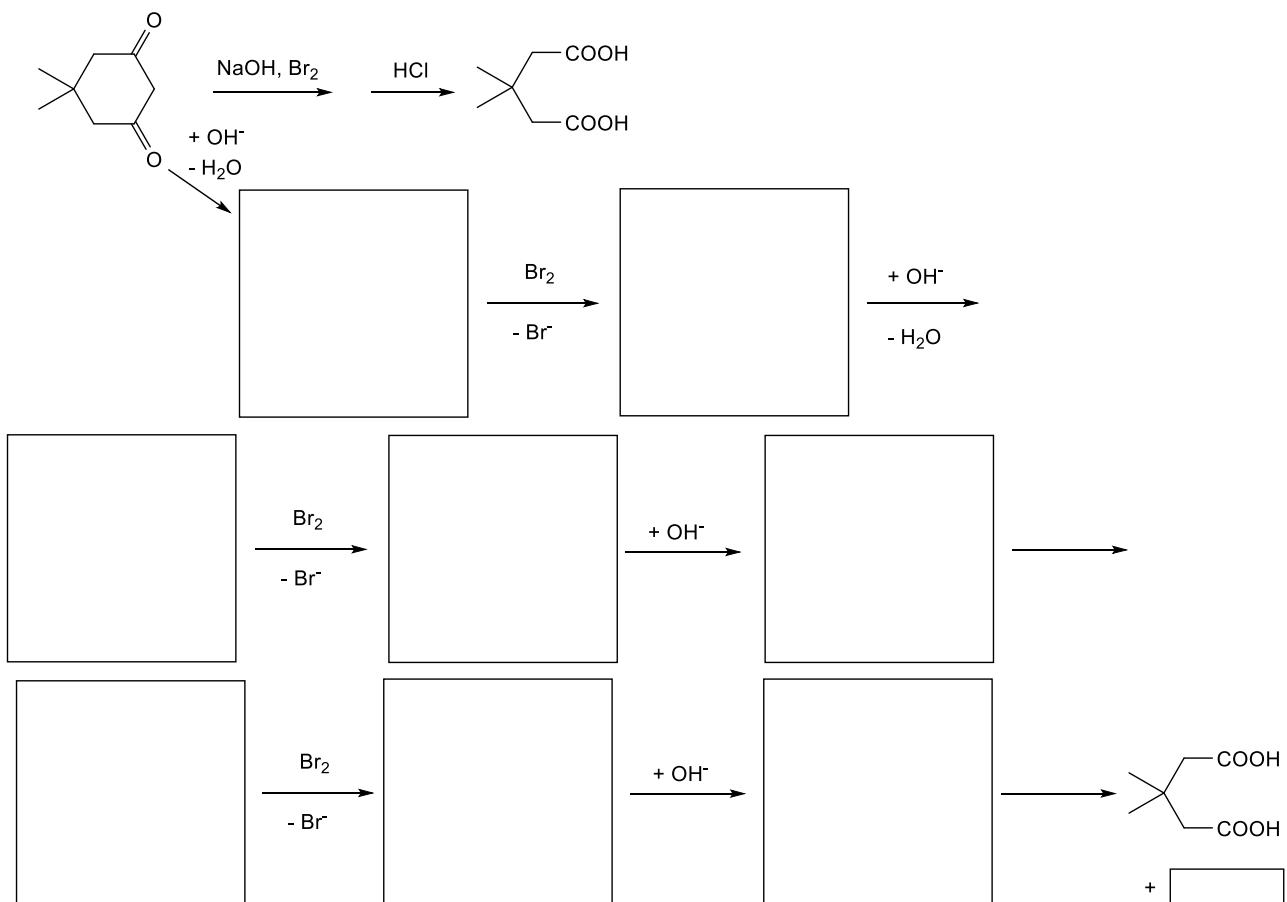 O
NaOH, Br2
HCl
COOH
COOH
O
+ OH-
- H2O
Br2
- Br-
+ OH-
- H2O
Br2
- Br-
+ OH-
Br2
- Br-
+ OH-
COOH
COOH
+